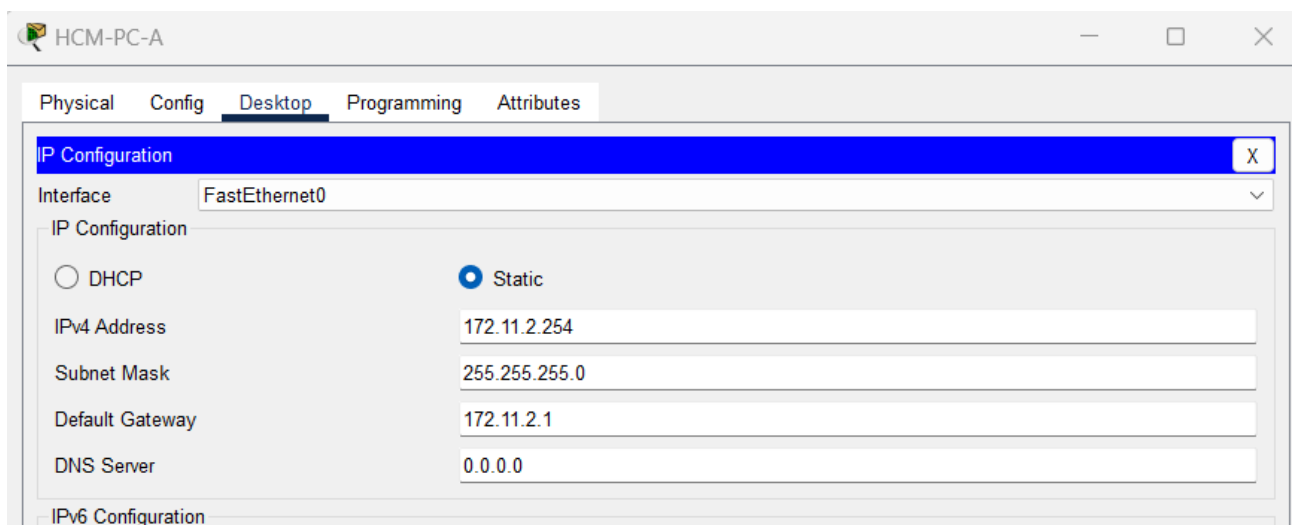 HCM-PC-A
Physical Config Desktop Programming Attributes
IP Configuration X
Interface FastEthernet0
IP Configuration
DHCP Static
IPv4 Address 172.11.2.254
Subnet Mask 255.255.255.0
Default Gateway 172.11.2.1
DNS Server 0.0.0.0
IPv6 Configuration